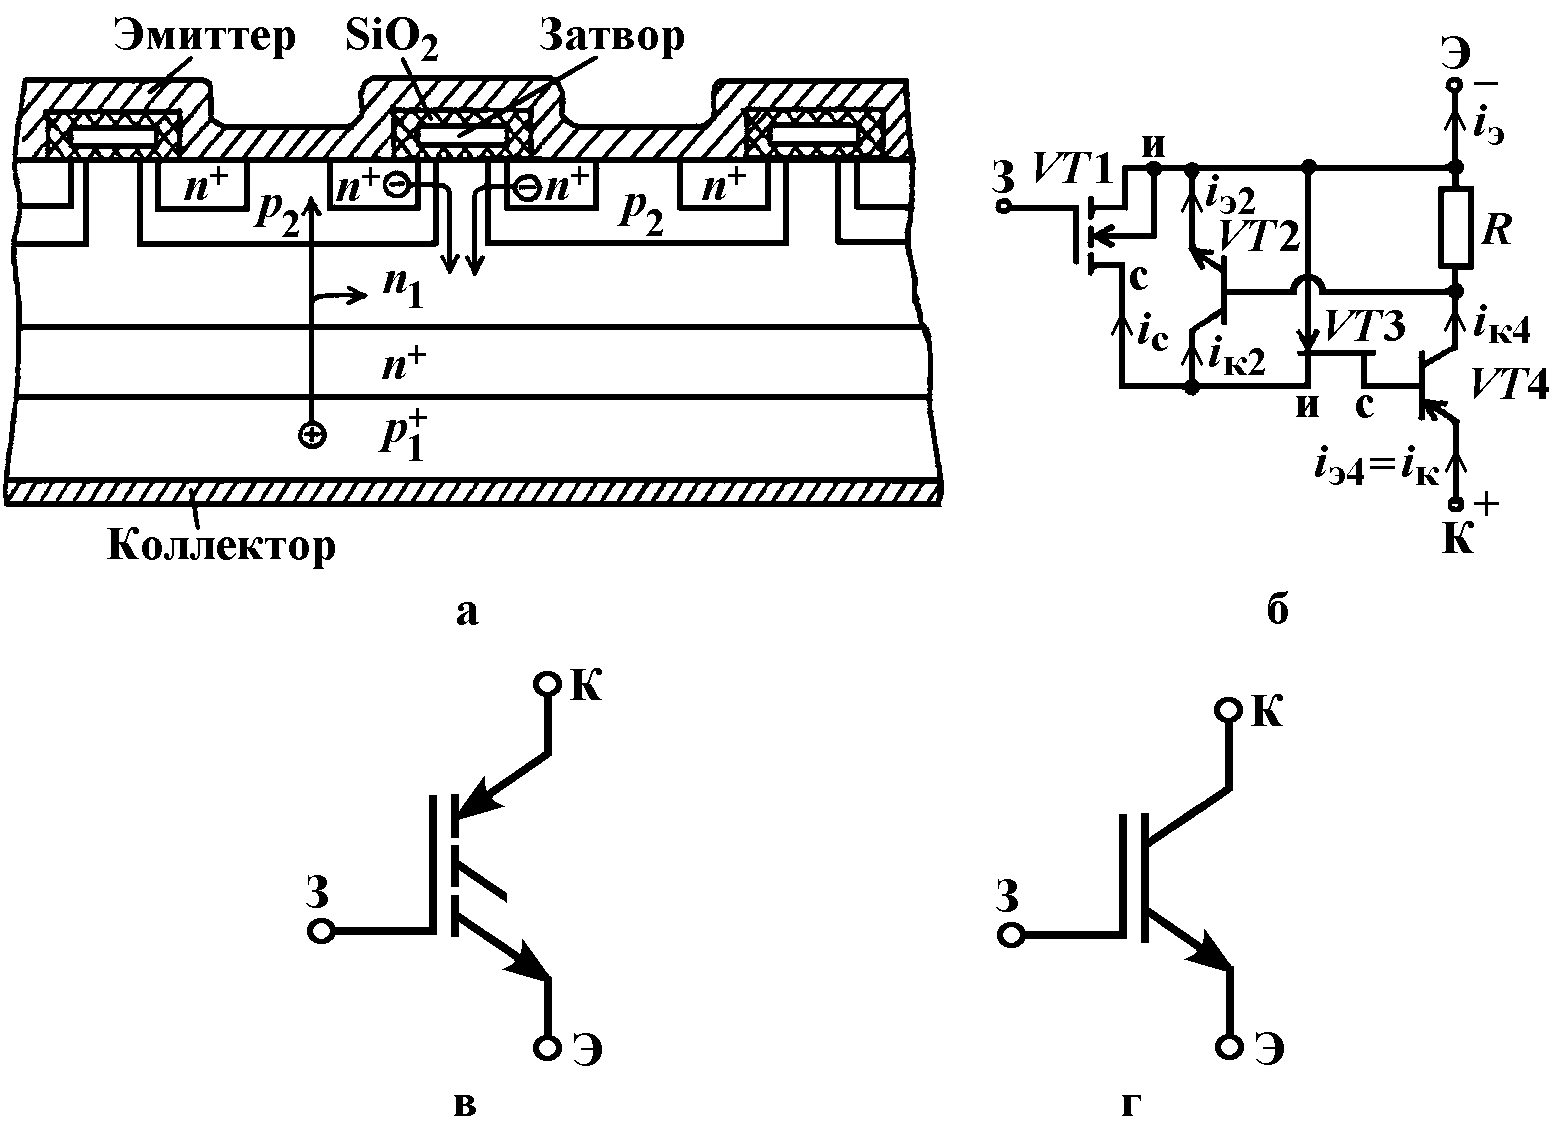 Эмиттер SiO₂ Затвор
n⁺ n⁺ − − n⁺ n⁺
p₂ p₂
n₁
n⁺
p₁⁺
+
Коллектор
а
Э −
iэ
и
З VT1
iэ2
VT2
R
с
iс
iк2
VT3
iк4
VT4
и с
iэ4=iк
+
К
б
К
З
Э
в
К
З
Э
г